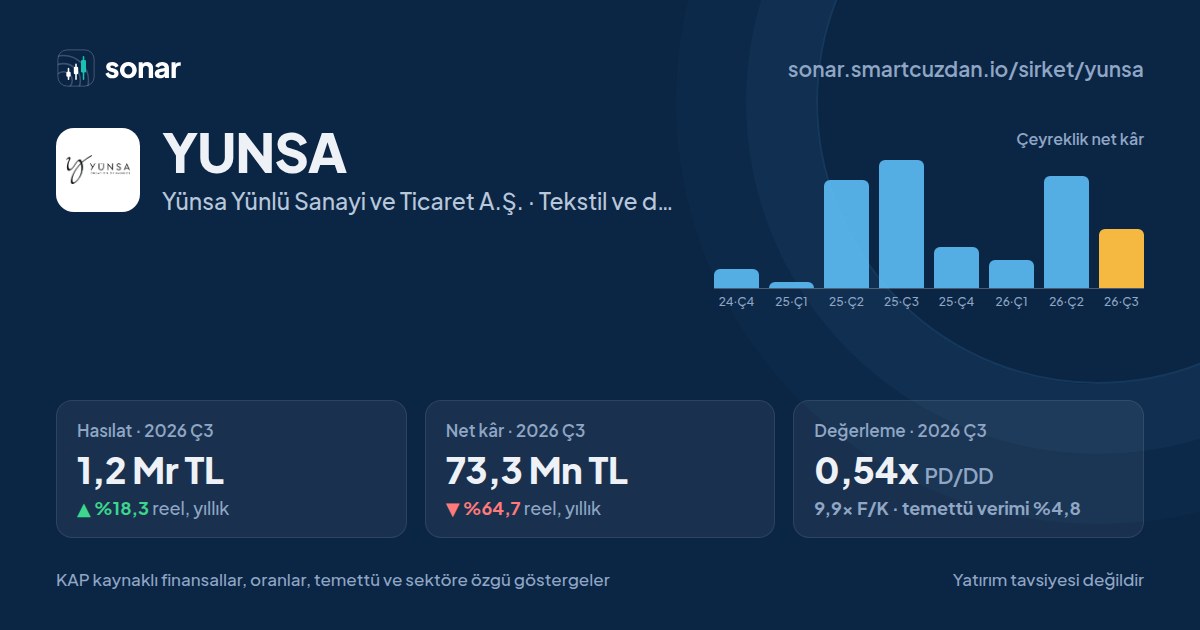 sonar
sonar.smartcuzdan.io/sirket/yunsa
YÜNSA
YUNSA
Yünsa Yünlü Sanayi ve Ticaret A.Ş. · Tekstil ve d…
Çeyreklik net kâr
24-Ç4 25-Ç1 25-Ç2 25-Ç3 25-Ç4 26-Ç1 26-Ç2 26-Ç3
Hasılat · 2026 Ç3
1,2 Mr TL
▲ %18,3 reel, yıllık
Net kâr · 2026 Ç3
73,3 Mn TL
▼ %64,7 reel, yıllık
Değerleme · 2026 Ç3
0,54x PD/DD
9,9x F/K · temettü verimi %4,8
KAP kaynaklı finansallar, oranlar, temettü ve sektöre özgü göstergeler
Yatırım tavsiyesi değildir